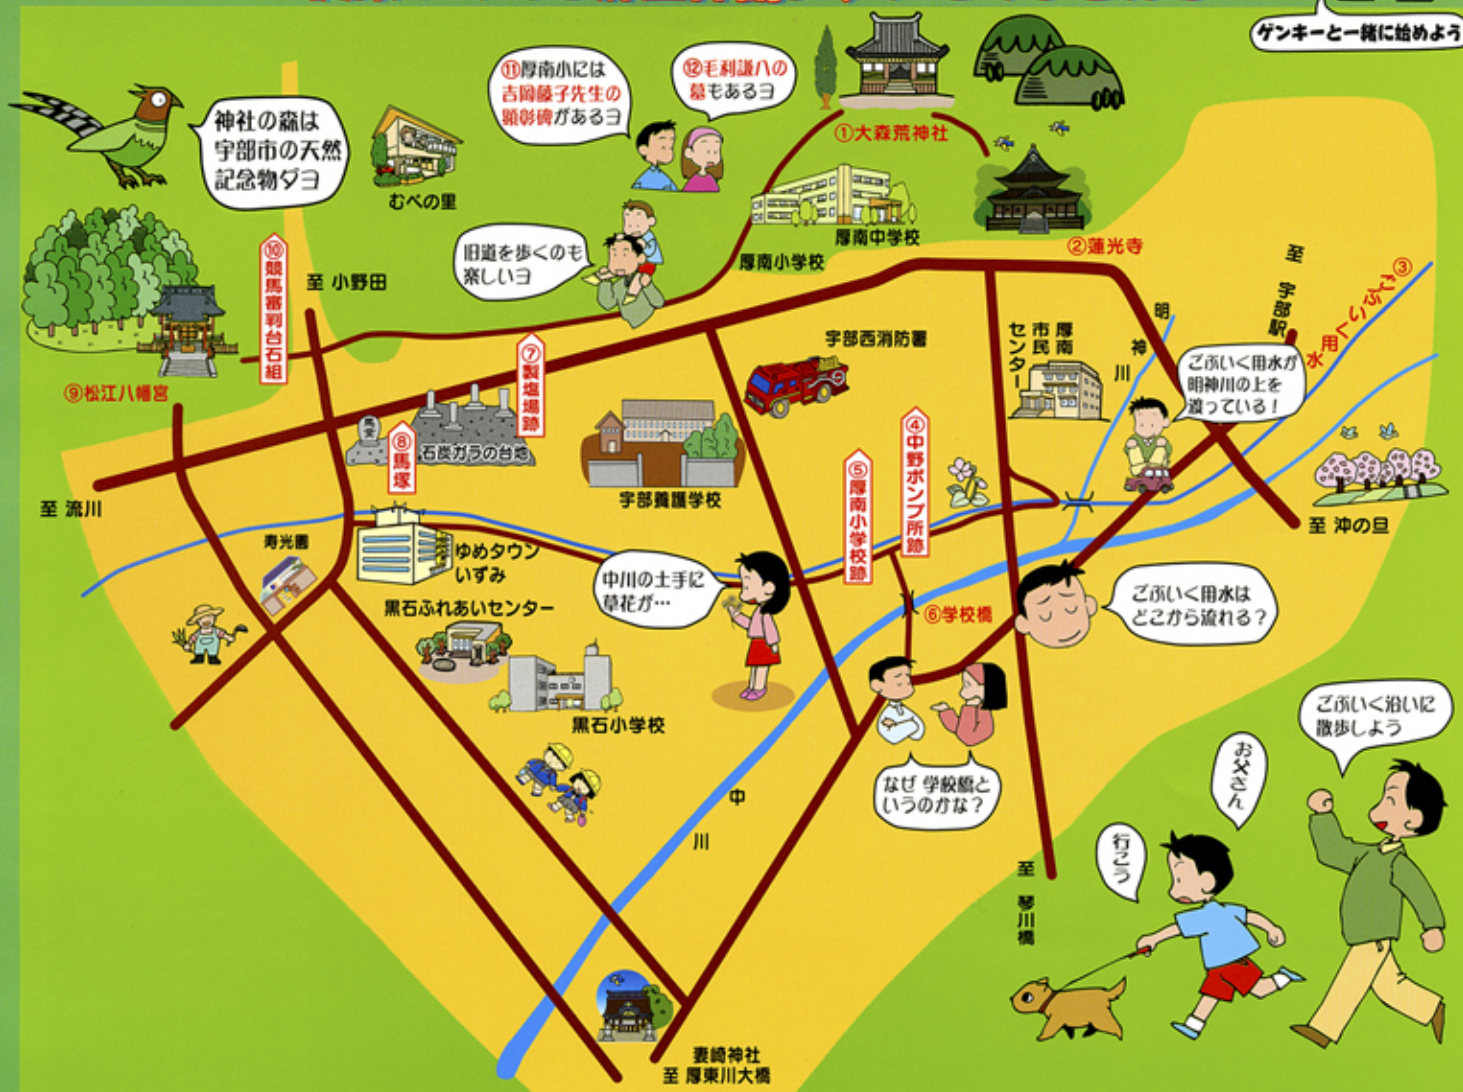 ゲンキーと一緒に始めよう
神社の森は
宇部市の天然
記念物ダヨ
むべの里
⑪厚南小には
吉岡藤子先生の
顕彰碑があるヨ
⑫毛利謙八の
墓もあるヨ
①大森荒神社
厚南中学校
厚南小学校
②蓮光寺
旧道を歩くのも
楽しいヨ
至 小野田
⑩競馬審判台石組
⑨松江八幡宮
至 宇部駅
③ごぶいく用水
明神川
ごぶいく用水が
明神川の上を
渡っている!
宇部西消防署
厚南
市民
センター
⑦製塩場跡
石炭ガラの台地
⑧馬塚
宇部養護学校
④中野ポンプ所跡
⑤厚南小学校跡
至 流川
至 沖の旦
寿光園
ゆめタウン
いずみ
黒石ふれあいセンター
中川の土手に
草花が…
⑥学校橋
ごぶいく用水は
どこから流れる?
黒石小学校
なぜ 学校橋と
いうのかな?
ごぶいく沿いに
散歩しよう
お父さん
行こう
中川
至 琴川橋
妻崎神社
至 厚東川大橋